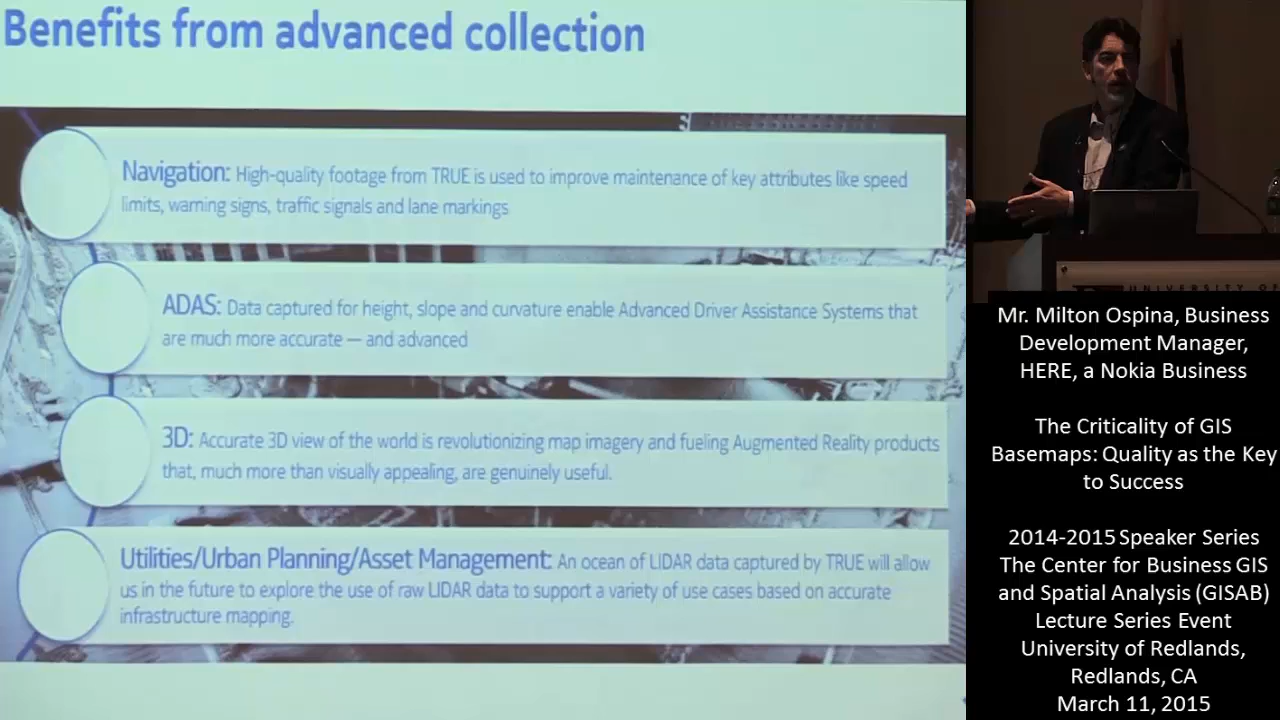 Benefits from advanced collection
Navigation: High-quality footage from TRUE is used to improve maintenance of key attributes like speed
limits, warning signs, traffic signals and lane markings
ADAS: Data captured for height, slope and curvature enable Advanced Driver Assistance Systems that
are much more accurate — and advanced
3D: Accurate 3D view of the world is revolutionizing map imagery and fueling Augmented Reality products
that, much more than visually appealing, are genuinely useful.
Utilities/Urban Planning/Asset Management: An ocean of LIDAR data captured by TRUE will allow
us in the future to explore the use of raw LIDAR data to support a variety of use cases based on accurate
infrastructure mapping.
UNIVERSITY OF
Mr. Milton Ospina, Business
Development Manager,
HERE, a Nokia Business
The Criticality of GIS
Basemaps: Quality as the Key
to Success
2014-2015 Speaker Series
The Center for Business GIS
and Spatial Analysis (GISAB)
Lecture Series Event
University of Redlands,
Redlands, CA
March 11, 2015